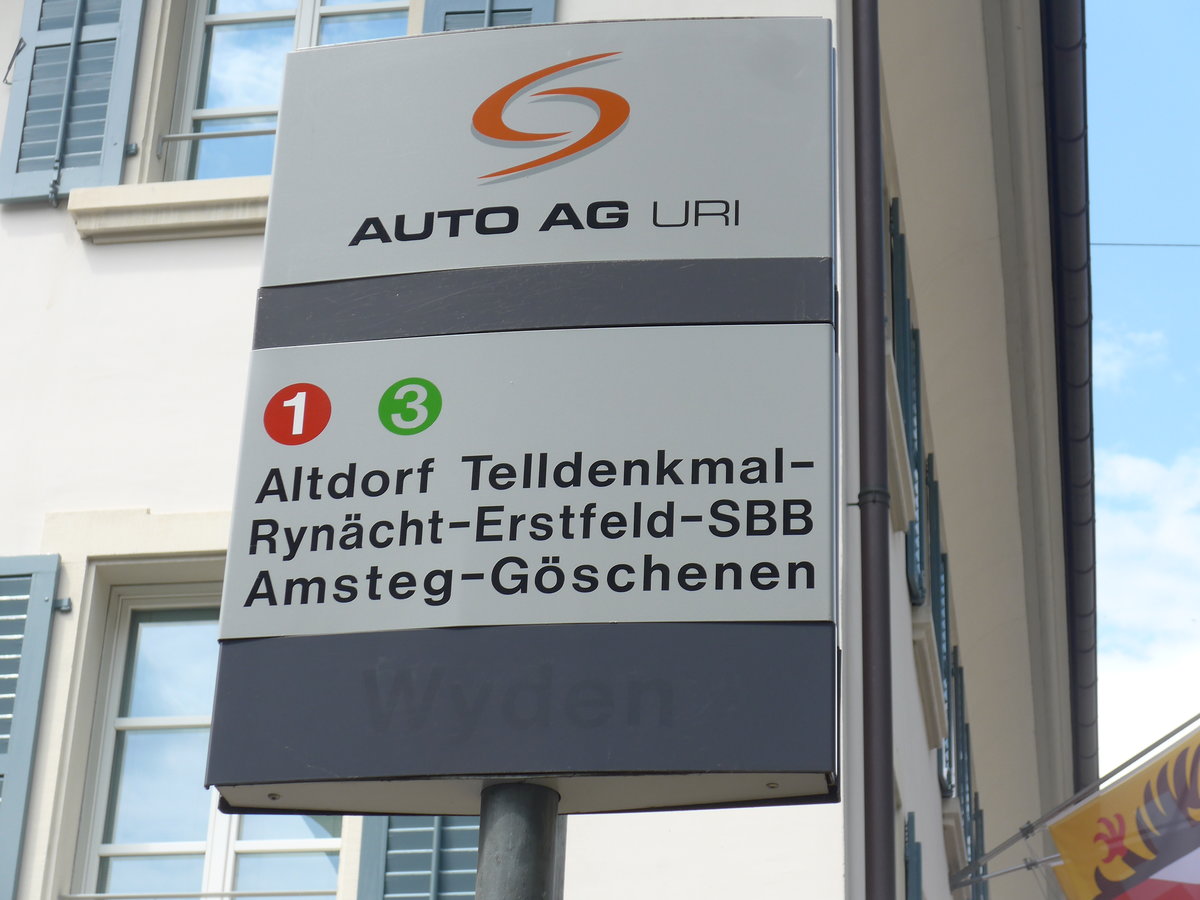 AUTO AG URI
1 3
Altdorf Telldenkmal-
Rynächt-Erstfeld-SBB
Amsteg-Göschenen
Wyden